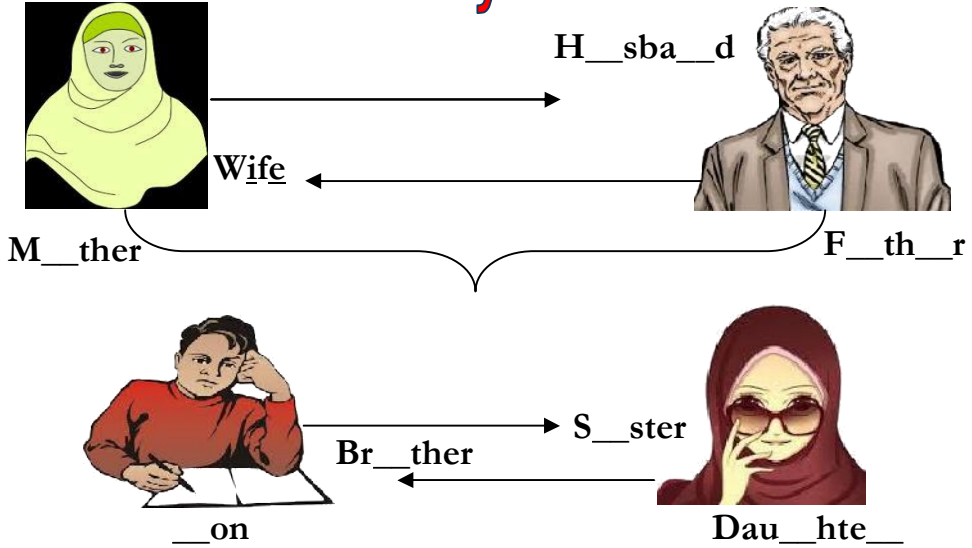 H__sba__d
Wife
M__ther
F__th__r
S__ster
Br__ther
__on
Dau__hte__